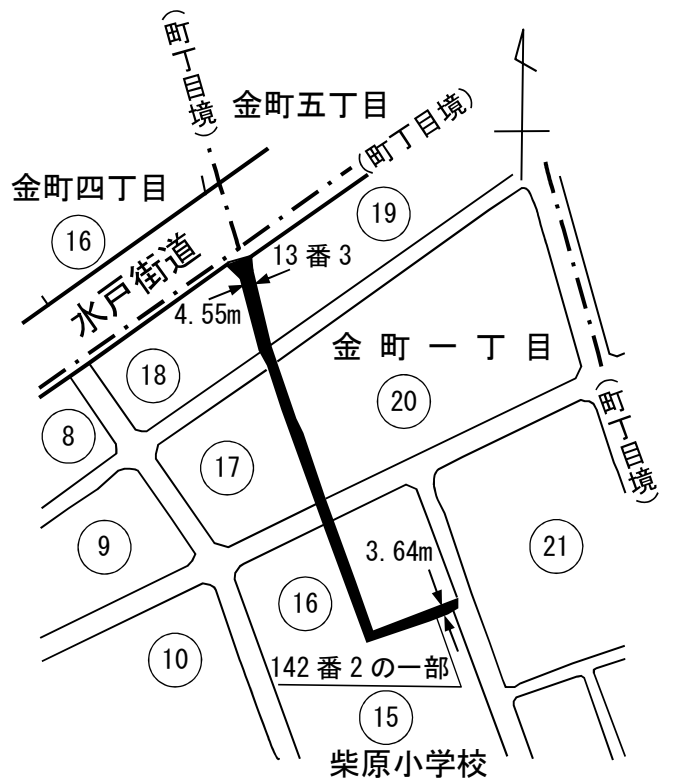 (町丁目境)
金町五丁目
(町丁目境)
金町四丁目
16
19
水戸街道
13番3
4.55m
18
金町一丁目
20
8
17
(町丁目境)
9
3.64m
21
16
10
142番2の一部
15
柴原小学校